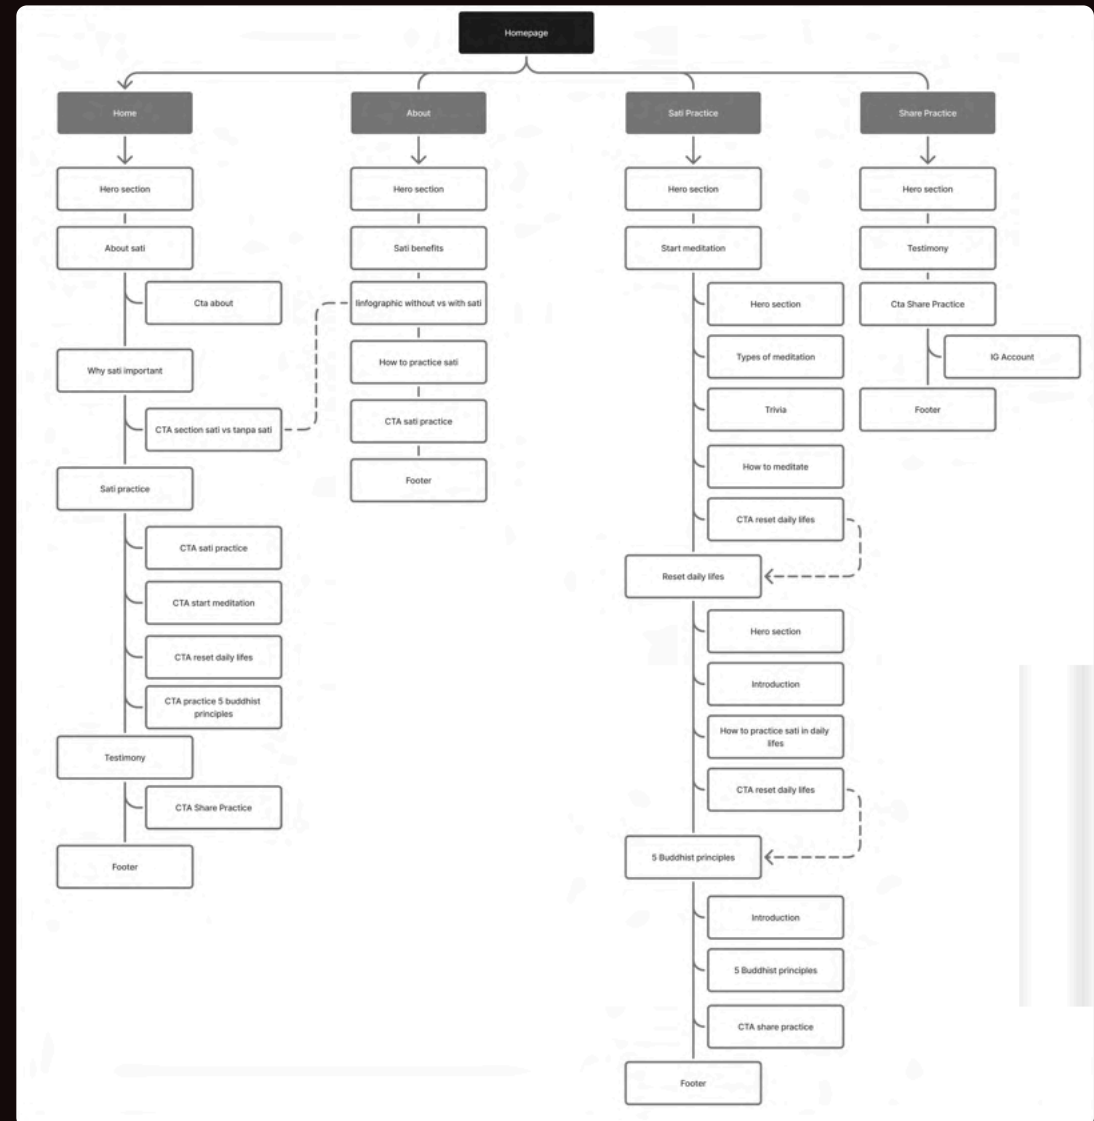 Homepage
Home
Hero section
About sati
Cta about
Why sati important
CTA section sati vs tanpa sati
Sati practice
CTA sati practice
CTA start meditation
CTA reset daily lifes
CTA practice 5 buddhist
principles
Testimony
CTA Share Practice
Footer
About
Hero section
Sati benefits
Iinfographic without vs with sati
How to practice sati
CTA sati practice
Footer
Sati Practice
Hero section
Start meditation
Hero section
Types of meditation
Trivia
How to meditate
CTA reset daily lifes
Reset daily lifes
Hero section
Introduction
How to practice sati in daily
lifes
CTA reset daily lifes
5 Buddhist principles
Introduction
5 Buddhist principles
CTA share practice
Footer
Share Practice
Hero section
Testimony
Cta Share Practice
IG Account
Footer